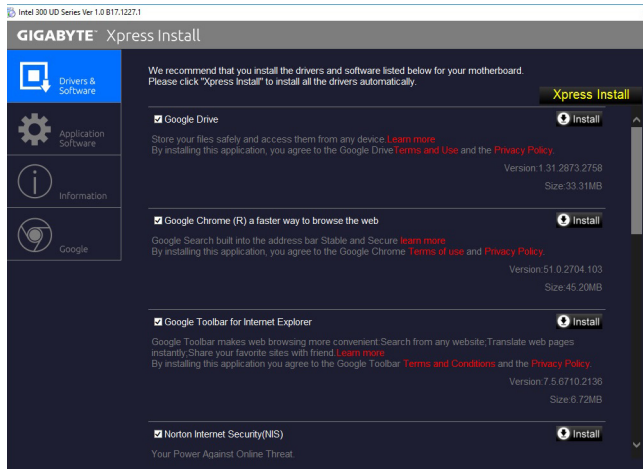 Intel 300 UD Series Ver 1.0 B17.1227.1
GIGABYTE™ Xpress Install
Drivers &
Software
We recommend that you install the drivers and software listed below for your motherboard.
Please click "Xpress Install" to install all the drivers automatically.
Xpress Install
Google Drive
Install
Store your files safely and access them from any device.Learn more
By installing this application, you agree to the Google DriveTerms and Use and the Privacy Policy.
Version:1.31.2873.2758
Size:33.31MB
Application
Software
Information
Google
Google Chrome (R) a faster way to browse the web
Install
Google Search built into the address bar Stable and Secure learn more
By installing this application, you agree to the Google Chrome Terms of use and Privacy Policy.
Version:51.0.2704.103
Size:45.20MB
Google Toolbar for Internet Explorer
Install
Google Toolbar makes web browsing more convenient.Search from any website;Translate web pages
instantly;Share your favorite sites with friend.Learn more
By installing this application you agree to the Google Toolbar Terms and Conditions and the Privacy Policy.
Version:7.5.6710.2136
Size:6.72MB
Norton Internet Security(NIS)
Install
Your Power Against Online Threat.